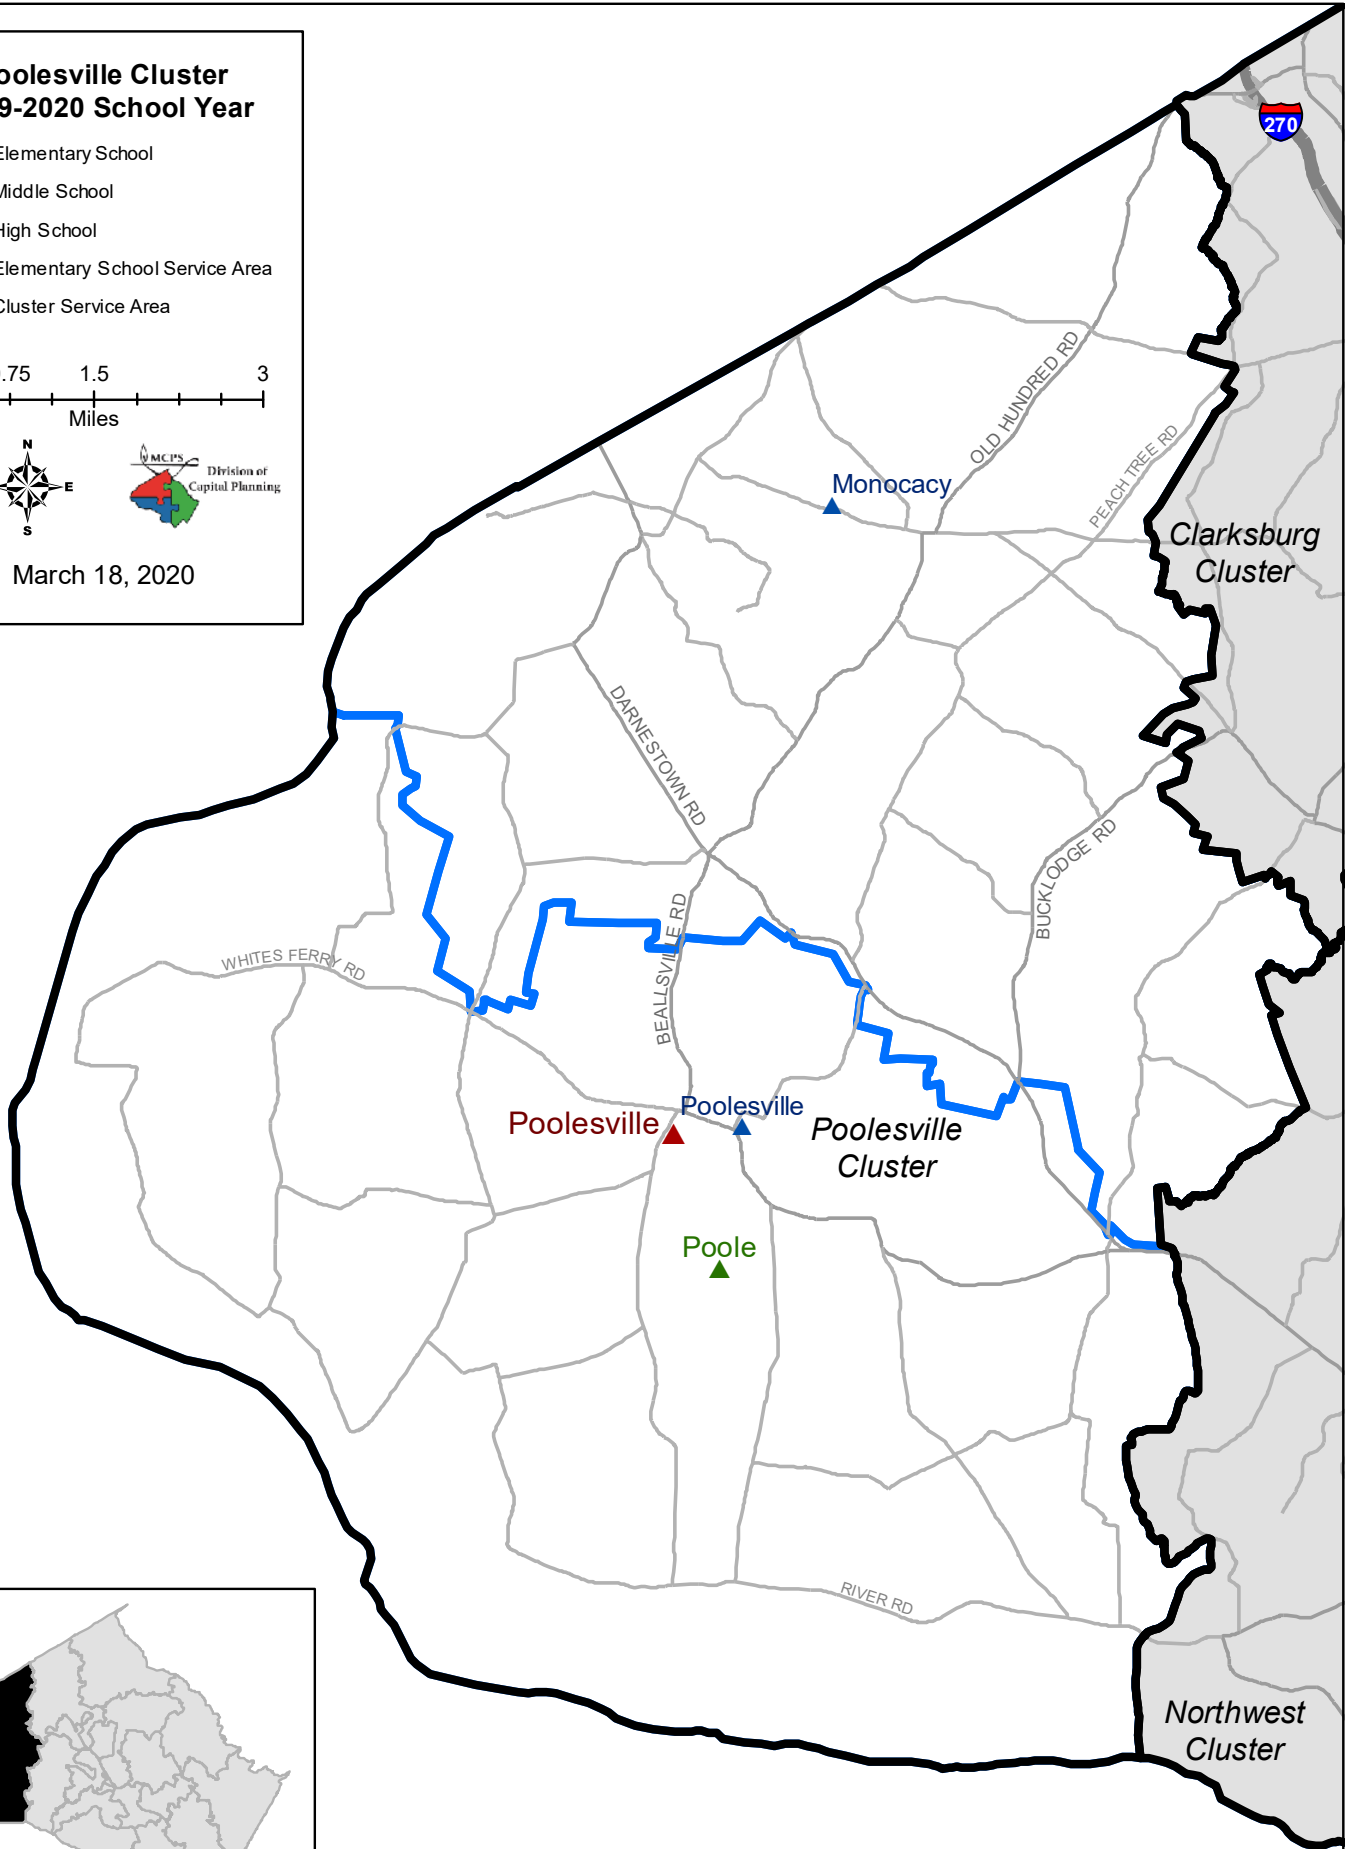 oolesville Cluster
9-2020 School Year
Elementary School
Middle School
High School
Elementary School Service Area
Cluster Service Area
.75 1.5 3
Miles
N
E
S
MCPS
Division of
Capital Planning
March 18, 2020
270
OLD HUNDRED RD
PEACH TREE RD
Monocacy
Clarksburg
Cluster
DARNESTOWN RD
BUCKLODGE RD
BEALLSVILLE RD
WHITES FERRY RD
Poolesville
Poolesville
Poolesville
Cluster
Poole
RIVER RD
Northwest
Cluster